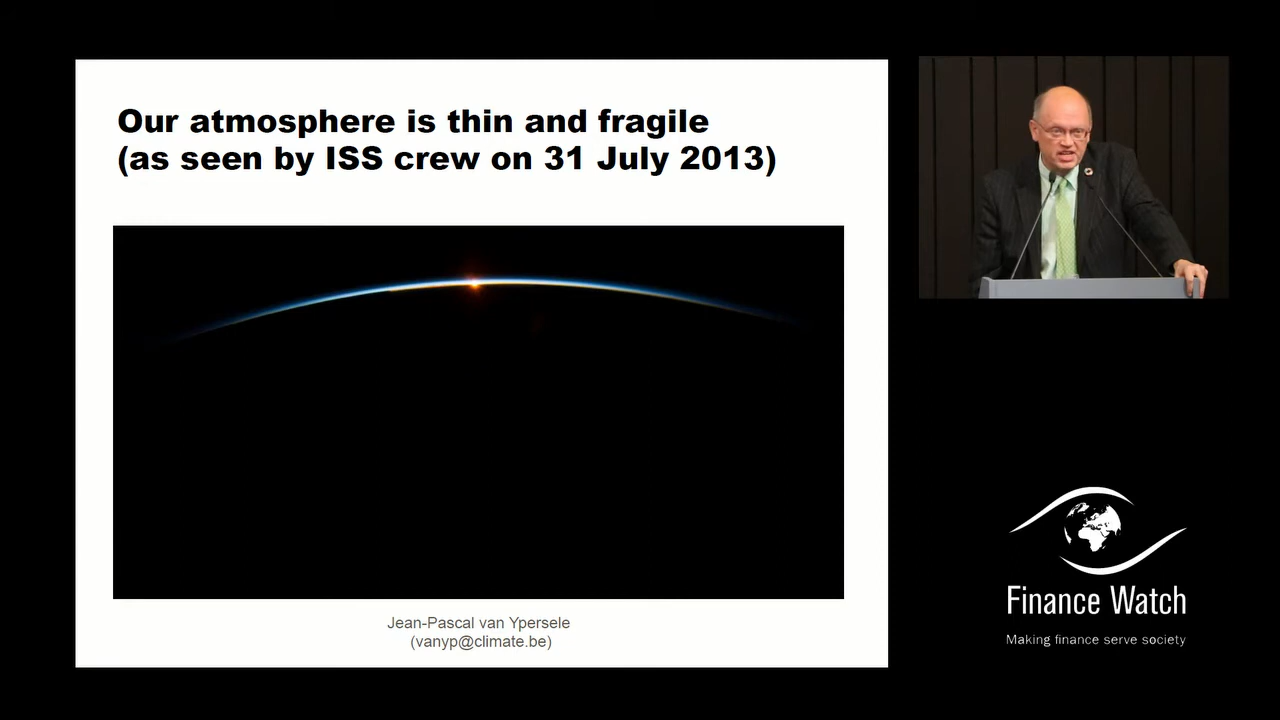 Our atmosphere is thin and fragile
(as seen by ISS crew on 31 July 2013)
Jean-Pascal van Ypersele
(vanyp@climate.be)
Finance Watch
Making finance serve society